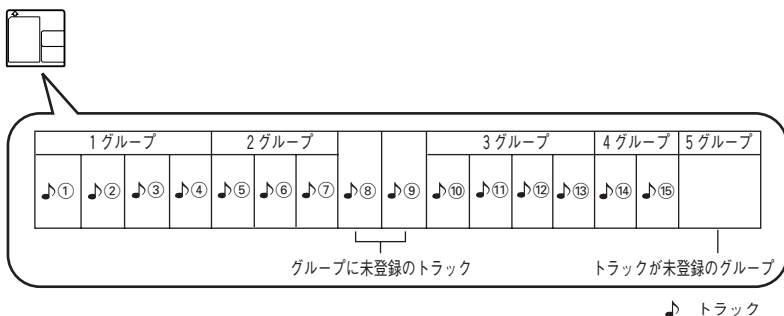 1 グループ 2 グループ 3 グループ 4 グループ 5 グループ
♪① ♪② ♪③ ♪④ ♪⑤ ♪⑥ ♪⑦ ♪⑧ ♪⑨ ♪⑩ ♪⑪ ♪⑫ ♪⑬ ♪⑭ ♪⑮
グループに未登録のトラック トラックが未登録のグループ
♪ トラック